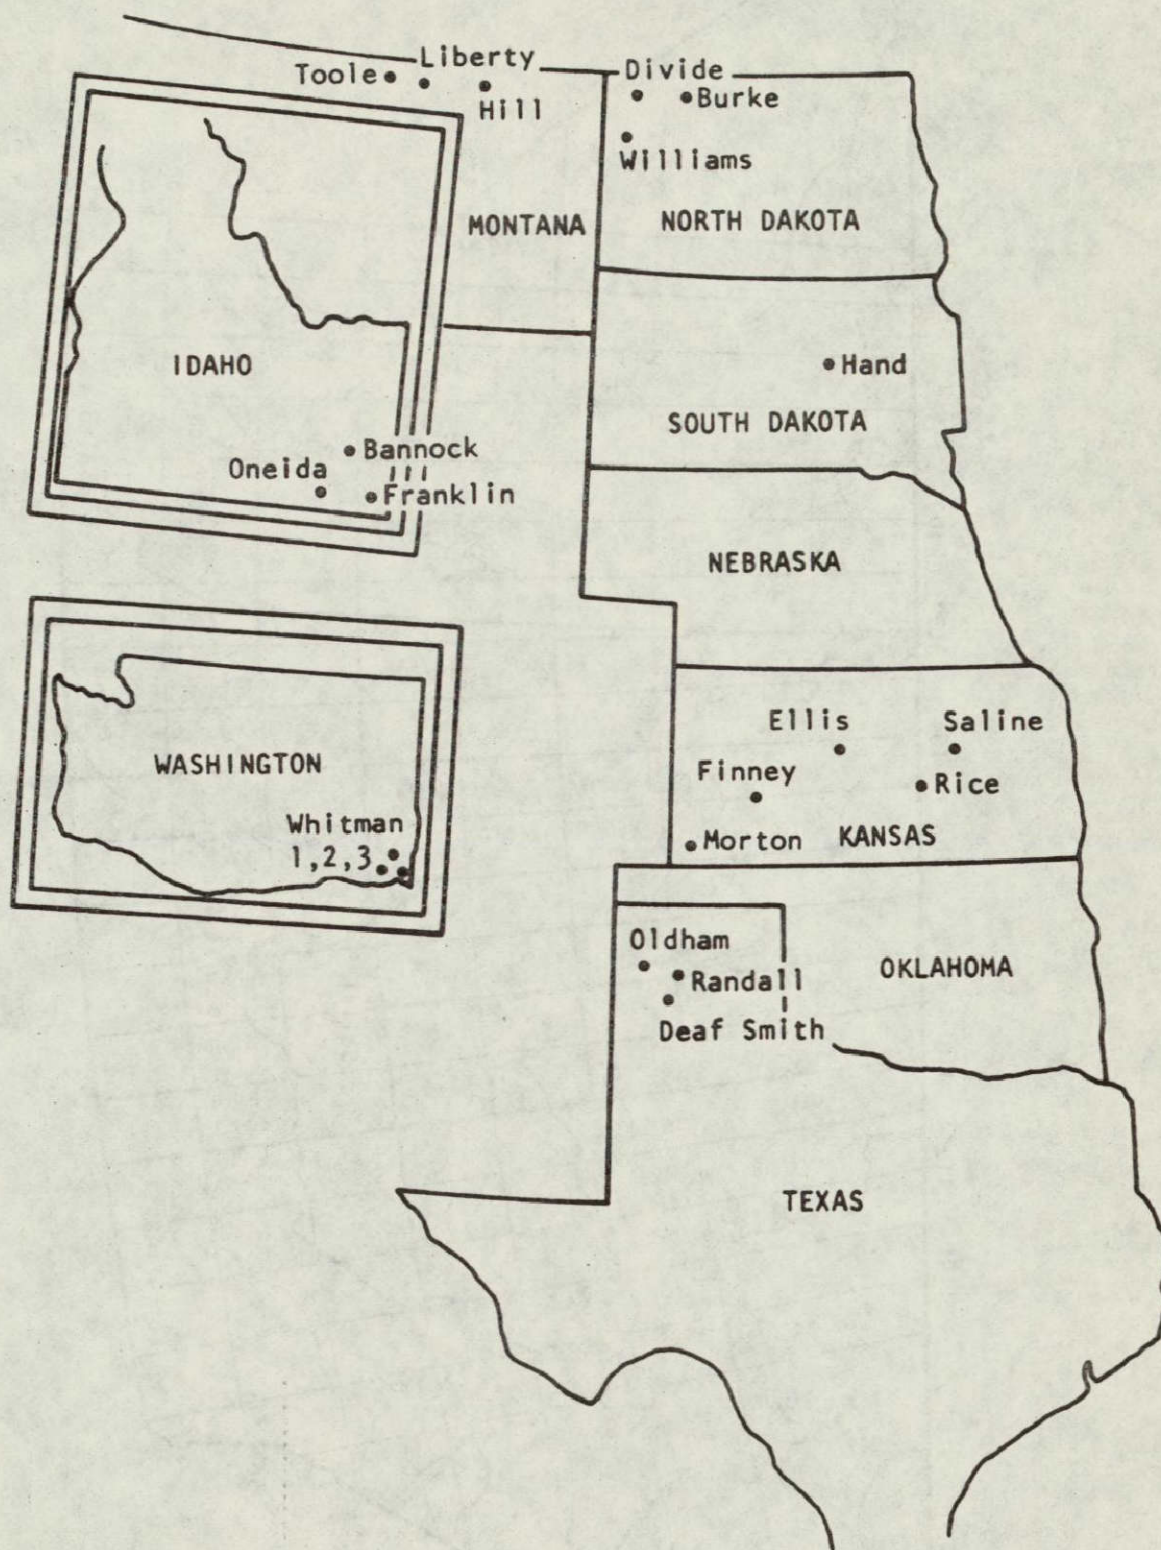 Liberty
Toole
Hill
Divide
Burke
Williams
MONTANA
NORTH DAKOTA
IDAHO
Hand
SOUTH DAKOTA
Bannock
Oneida
Franklin
NEBRASKA
Ellis
Saline
WASHINGTON
Finney
Rice
Whitman
1,2,3
Morton
KANSAS
Oldham
Randall
OKLAHOMA
Deaf Smith
TEXAS